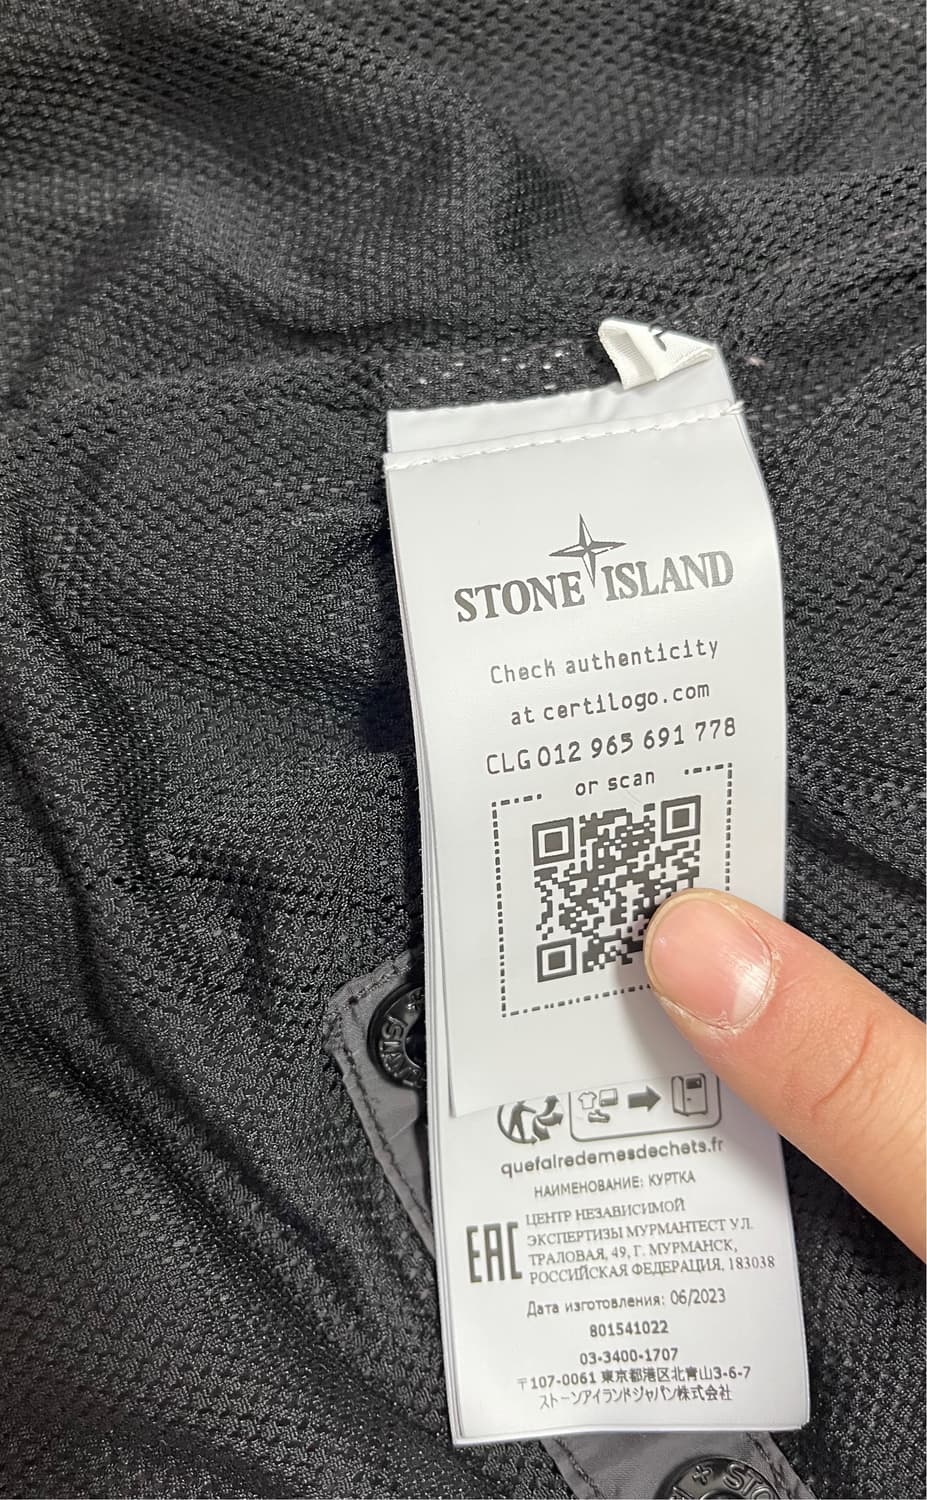 STONE ISLAND
Check authenticity
at certilogo.com
CLG 012 965 691 778
or scan
quefairedemesdechets.fr
НАИМЕНОВАНИЕ: КУРТКА
EAC
ЦЕНТР НЕЗАВИСИМОЙ
ЭКСПЕРТИЗЫ МУРМАНТЕСТ УЛ.
ТРАЛОВАЯ, 49, Г. МУРМАНСК,
РОССИЙСКАЯ ФЕДЕРАЦИЯ, 183038
Дата изготовления: 06/2023
801541022
03-3400-1707
〒107-0061 東京都港区北青山3-6-7
ストーンアイランドジャパン株式会社